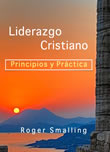 Liderazgo
Cristiano
Principios y Práctica
Roger Smalling